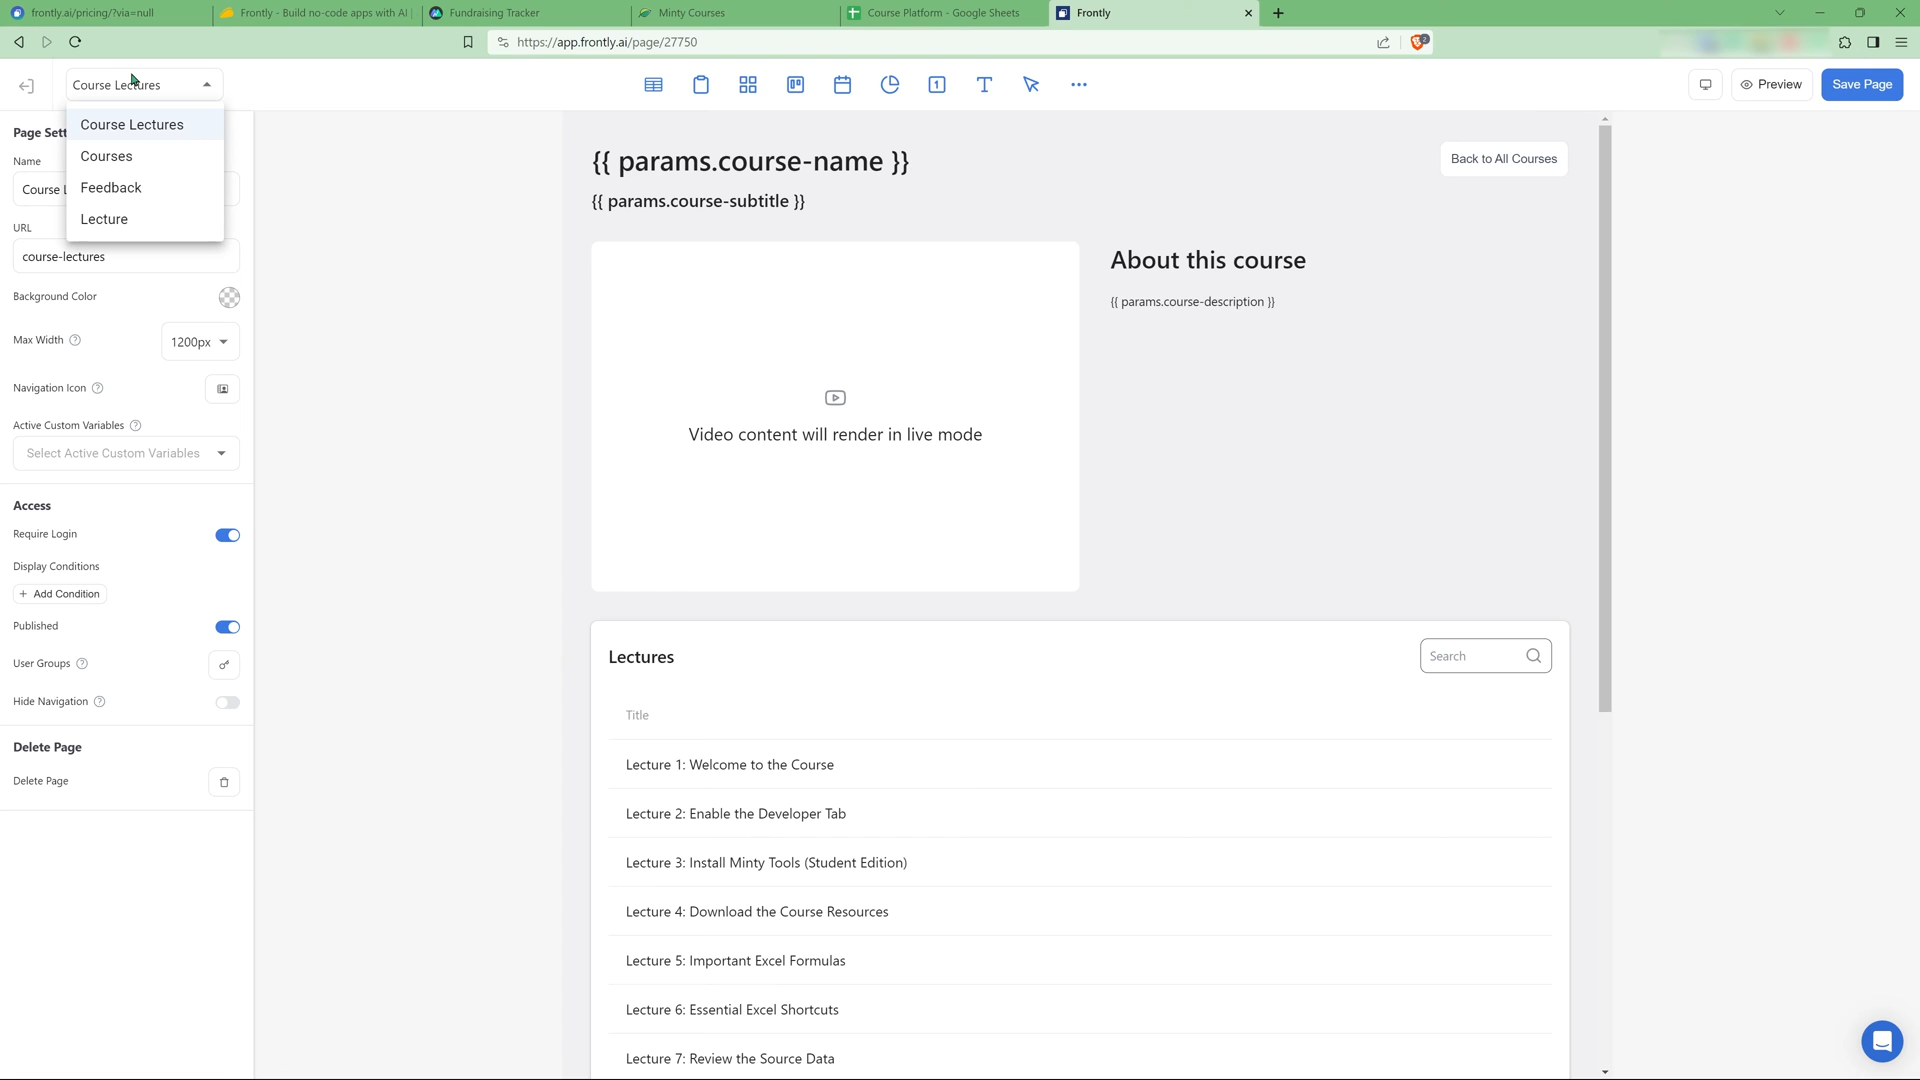 frontly.ai/pricing/?via=null
Frontly - Build no-code apps with AI
Fundraising Tracker
Minty Courses
Course Platform - Google Sheets
Frontly
https://app.frontly.ai/page/27750
2
Course Lectures
1
Preview
Save Page
Course Lectures
Courses
Feedback
Lecture
Page Sett
Name
Course L
URL
course-lectures
Background Color
Max Width
1200px
Navigation Icon
Active Custom Variables
Select Active Custom Variables
Access
Require Login
Display Conditions
+ Add Condition
Published
User Groups
Hide Navigation
Delete Page
Delete Page
{{ params.course-name }}
Back to All Courses
{{ params.course-subtitle }}
Video content will render in live mode
About this course
{{ params.course-description }}
Lectures
Search
Title
Lecture 1: Welcome to the Course
Lecture 2: Enable the Developer Tab
Lecture 3: Install Minty Tools (Student Edition)
Lecture 4: Download the Course Resources
Lecture 5: Important Excel Formulas
Lecture 6: Essential Excel Shortcuts
Lecture 7: Review the Source Data